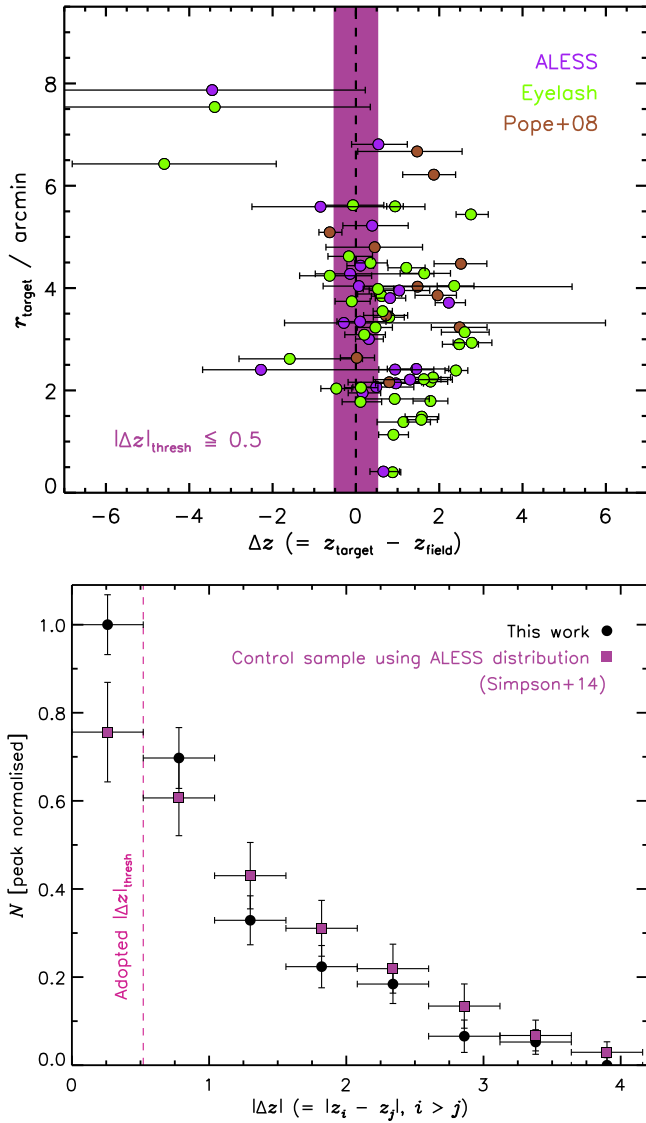 ALESS
Eyelash
Pope+08
8
6
4
2
0
r_target / arcmin
|Δz|_thresh ≦ 0.5
−6 −4 −2 0 2 4 6
Δz (= z_target − z_field)
1.0
0.8
0.6
0.4
0.2
0.0
N [peak normalised]
This work
Control sample using ALESS distribution
(Simpson+14)
Adopted |Δz|_thresh
0 1 2 3 4
|Δz| (= |z_i − z_j|, i > j)